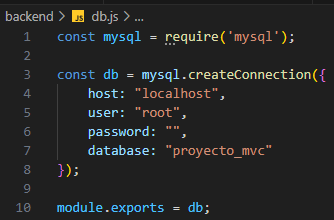 backend > JS db.js > ...
1 const mysql = require('mysql');
2
3 const db = mysql.createConnection({
4     host: "localhost",
5     user: "root",
6     password: "",
7     database: "proyecto_mvc"
8 });
9
10 module.exports = db;